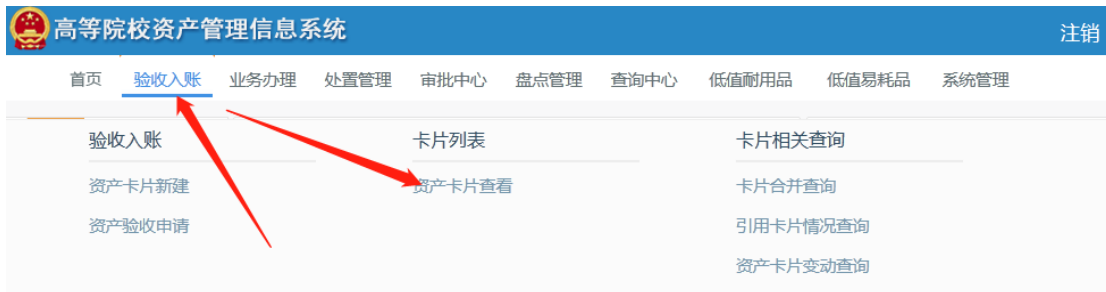 高等院校资产管理信息系统 注销
首页 验收入账 业务办理 处置管理 审批中心 盘点管理 查询中心 低值耐用品 低值易耗品 系统管理
验收入账 卡片列表 卡片相关查询
资产卡片新建 资产卡片查看 卡片合并查询
资产验收申请 引用卡片情况查询
资产卡片变动查询